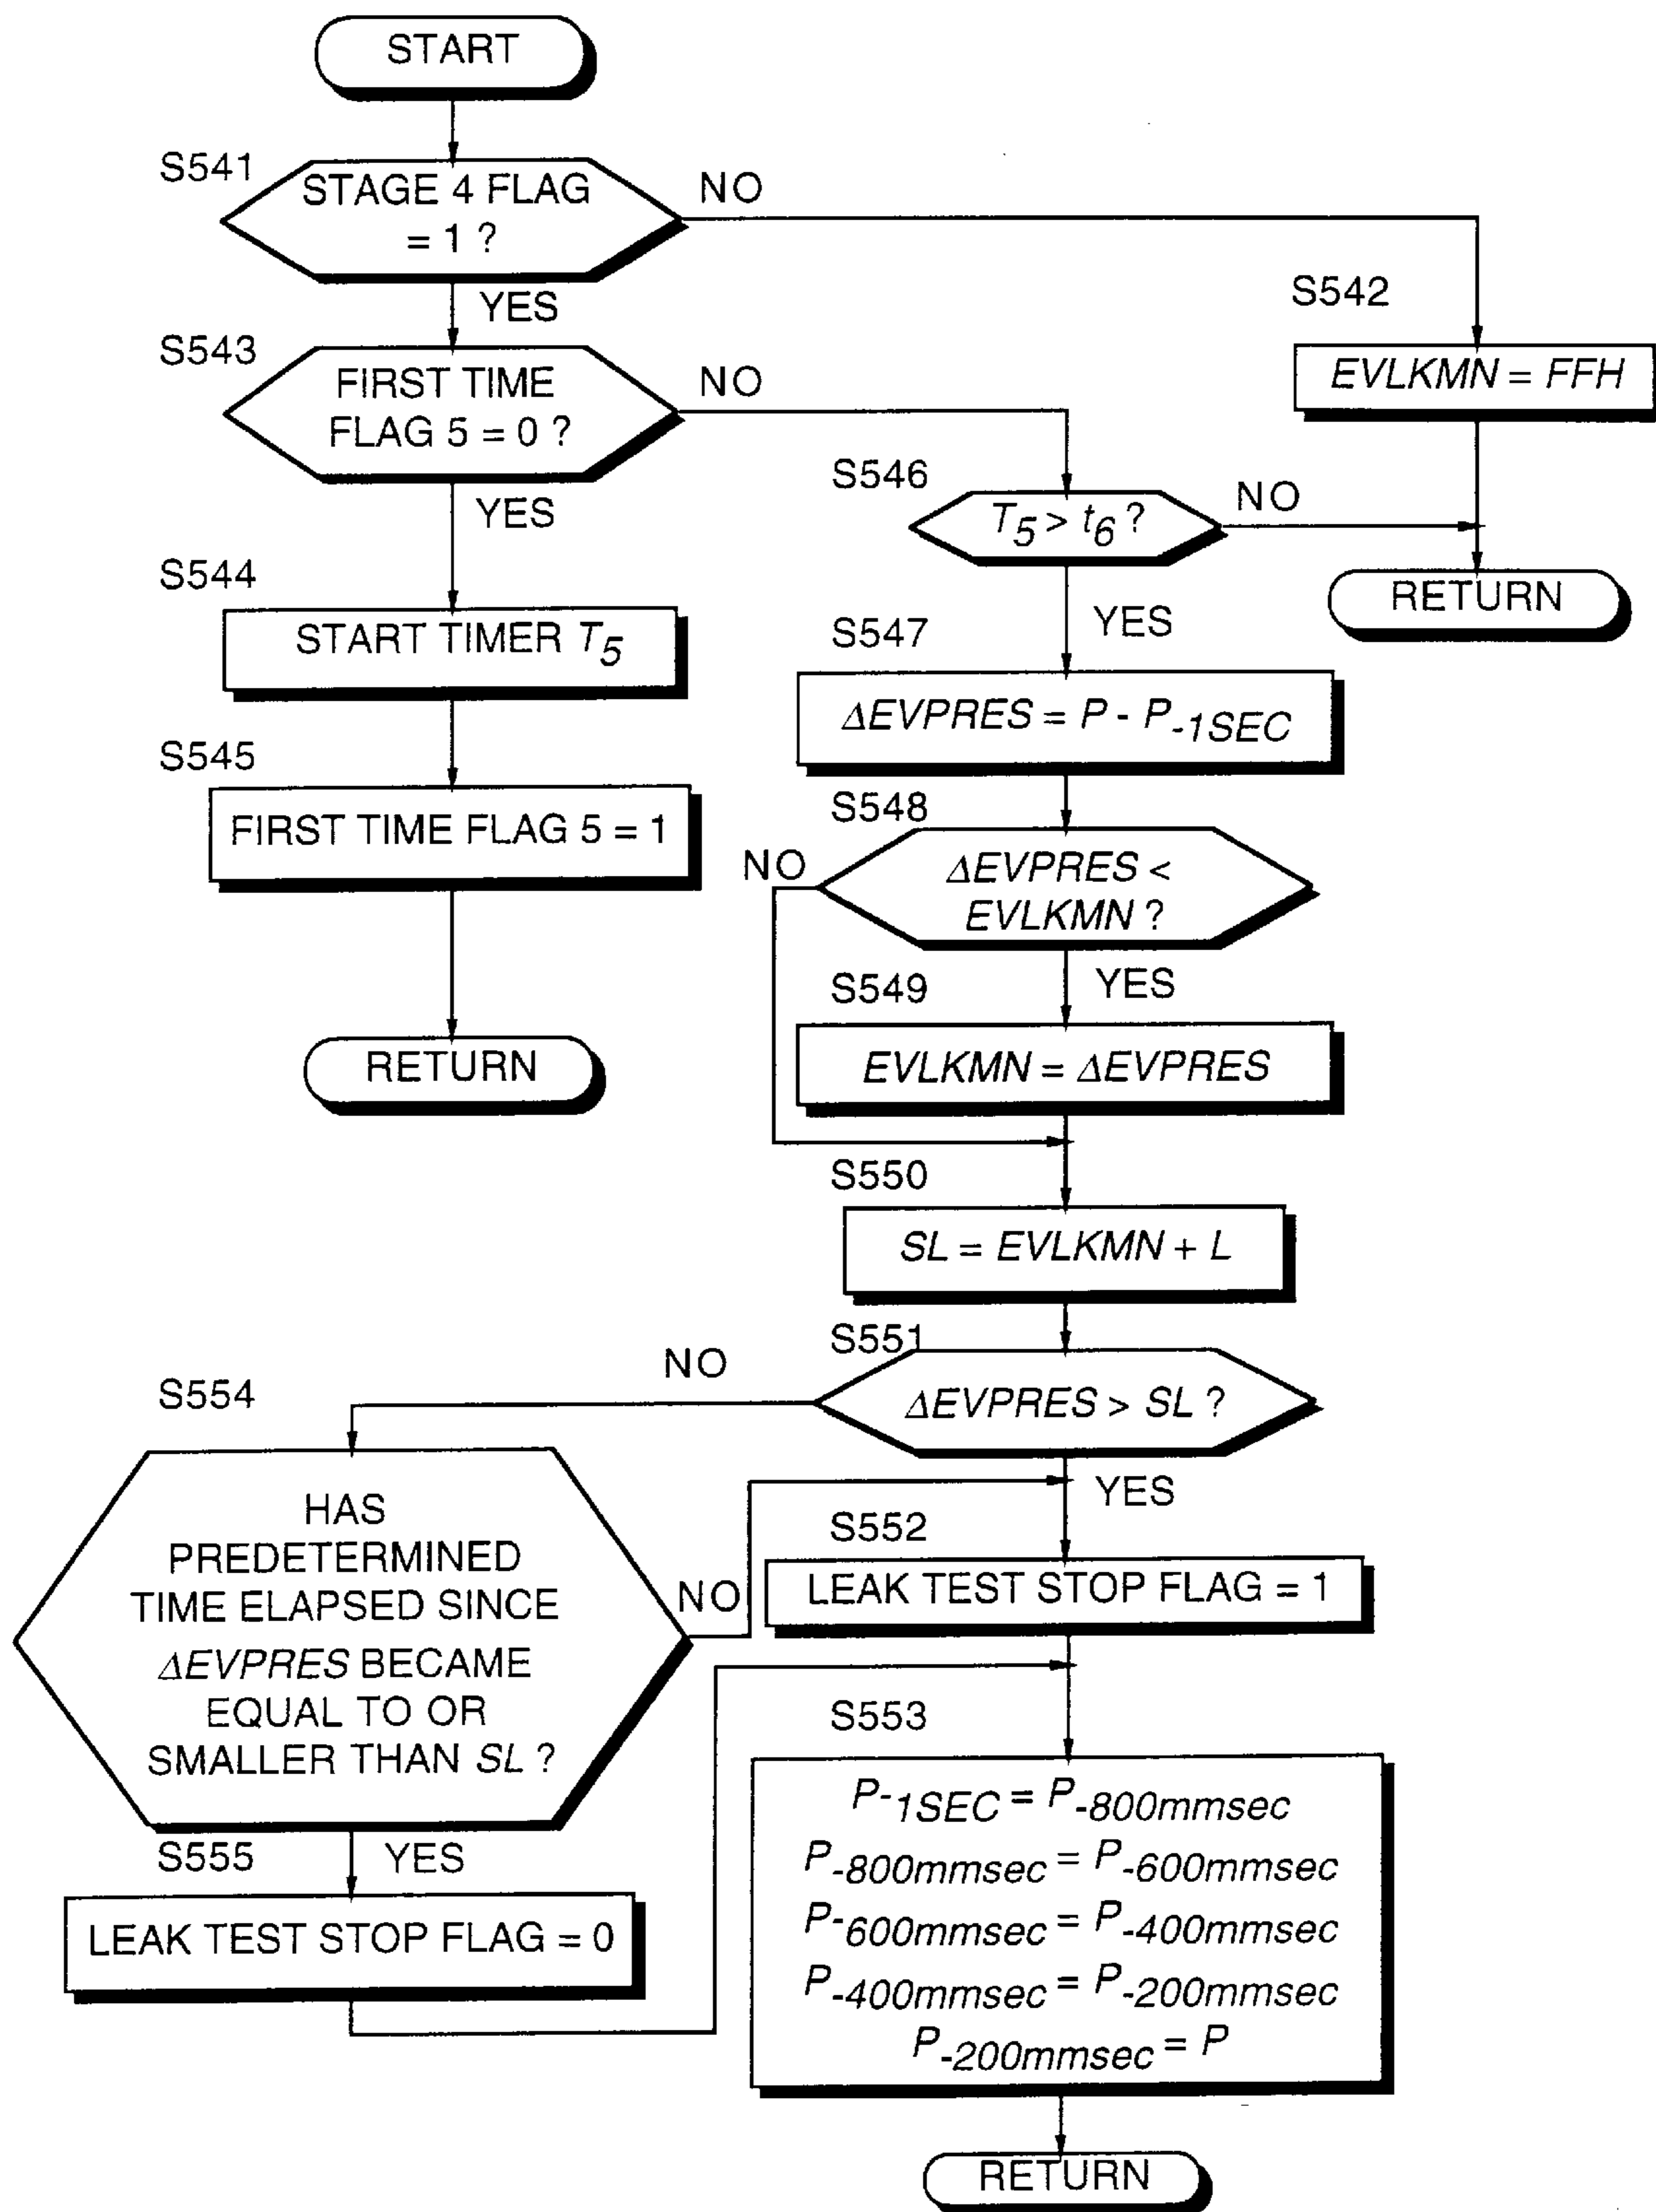 START
S541
STAGE 4 FLAG
= 1 ?
NO
YES
S542
EVLKMN = FFH
S543
FIRST TIME
FLAG 5 = 0 ?
NO
YES
S546
T5 > t6 ?
NO
RETURN
YES
S544
START TIMER T5
S545
FIRST TIME FLAG 5 = 1
RETURN
S547
ΔEVPRES = P - P-1SEC
S548
ΔEVPRES <
EVLKMN ?
NO
YES
S549
EVLKMN = ΔEVPRES
S550
SL = EVLKMN + L
S551
ΔEVPRES > SL ?
NO
YES
S554
HAS
PREDETERMINED
TIME ELAPSED SINCE
ΔEVPRES BECAME
EQUAL TO OR
SMALLER THAN SL ?
NO
YES
S552
LEAK TEST STOP FLAG = 1
S555
LEAK TEST STOP FLAG = 0
S553
P-1SEC = P-800mmsec
P-800mmsec = P-600mmsec
P-600mmsec = P-400mmsec
P-400mmsec = P-200mmsec
P-200mmsec = P
RETURN